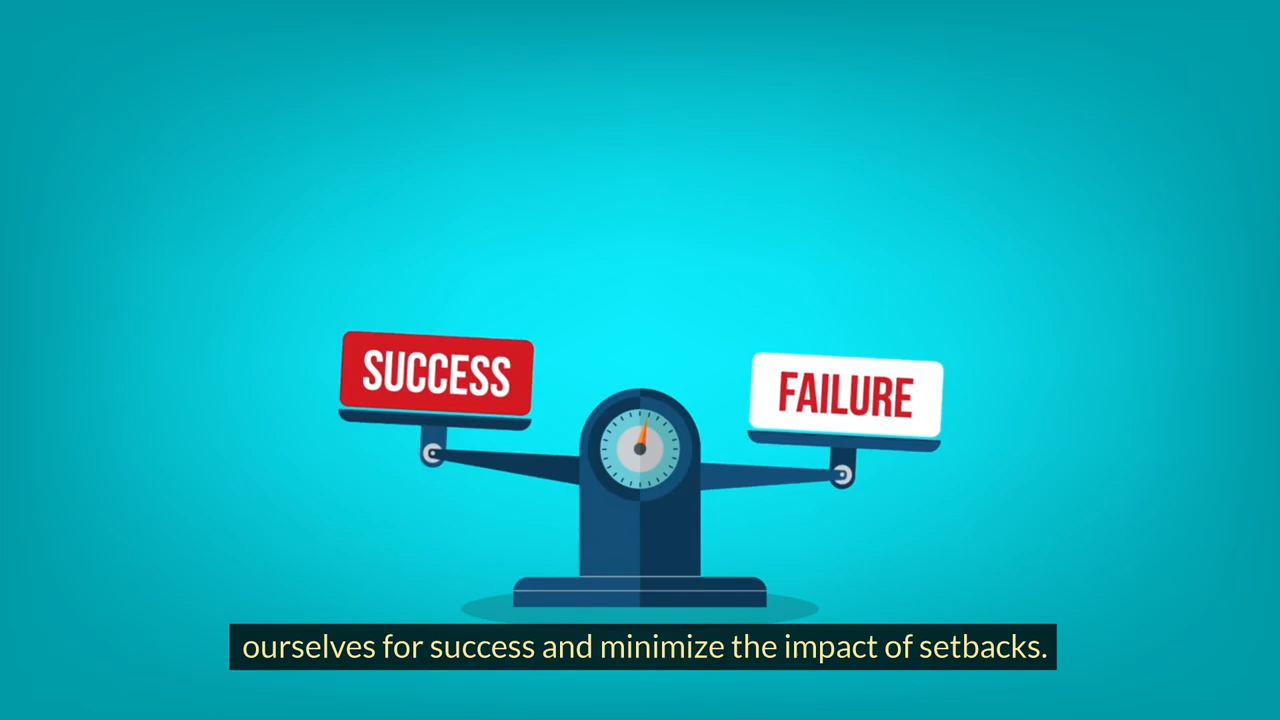 SUCCESS
FAILURE
ourselves for success and minimize the impact of setbacks.